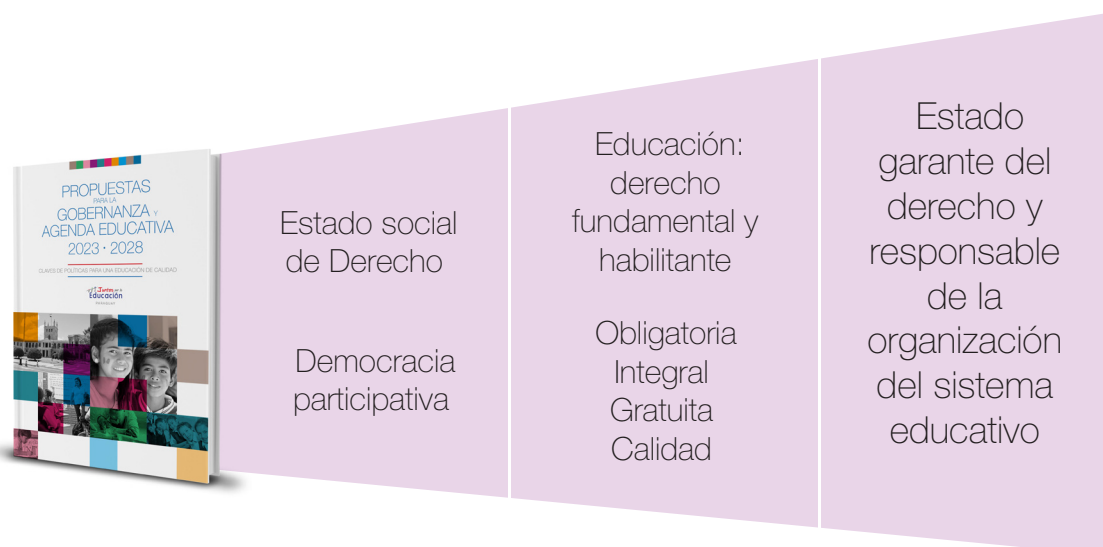 PROPUESTAS
PARA LA
GOBERNANZA Y
AGENDA EDUCATIVA
2023 • 2028
CLAVES DE POLÍTICAS PARA UNA EDUCACIÓN DE CALIDAD
Juntos por la
Educación
Estado social
de Derecho
Democracia
participativa
Educación:
derecho
fundamental y
habilitante
Obligatoria
Integral
Gratuita
Calidad
Estado
garante del
derecho y
responsable
de la
organización
del sistema
educativo